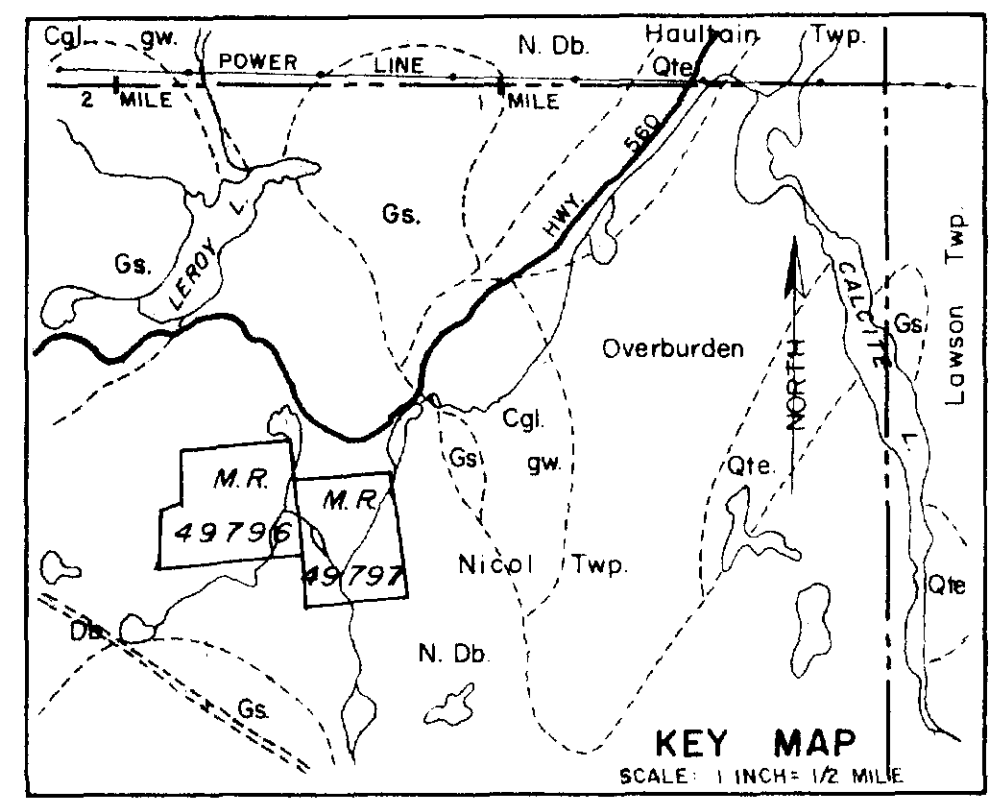 Cgl. gw. N. Db. Haultain Twp.
POWER LINE Qte.
2 MILE 1 MILE
HWY. 560
LEROY L.
Gs.
Gs.
CALCITE L.
Gs.
Lawson Twp.
Overburden
NORTH
Cgl.
gw.
Gs.
Qte.
M.R.
49796
M.R.
49797
Nicol Twp.
Qte
Db.
N. Db.
Gs.
KEY MAP
SCALE: 1 INCH = 1/2 MILE